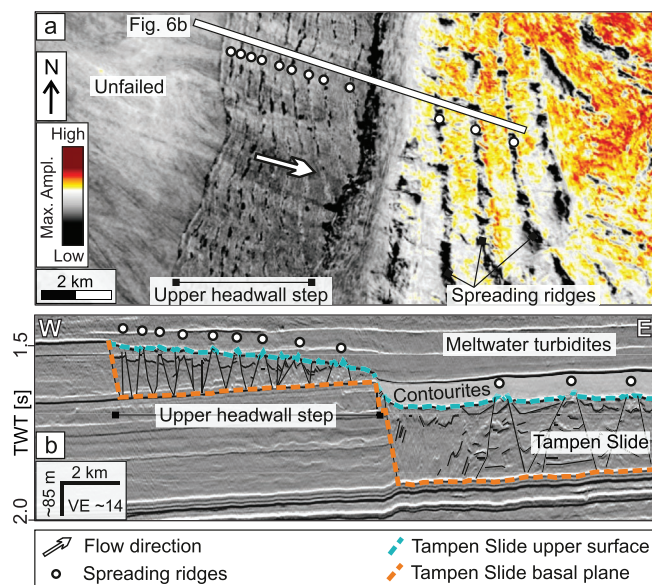 a
Fig. 6b
N
Unfailed
High
Max. Ampl.
Low
2 km
Upper headwall step
Spreading ridges
W
E
1.5
Meltwater turbidites
Contourites
Upper headwall step
Tampen Slide
TWT [s]
b
2 km
~85 m
VE ~14
2.0
Flow direction
Spreading ridges
Tampen Slide upper surface
Tampen Slide basal plane